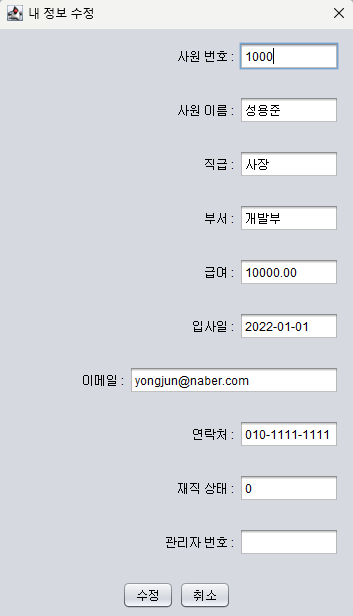 내 정보 수정
사원 번호 : 1000
사원 이름 : 성용준
직급 : 사장
부서 : 개발부
급여 : 10000.00
입사일 : 2022-01-01
이메일 : yongjun@naber.com
연락처 : 010-1111-1111
재직 상태 : 0
관리자 번호 :
수정 취소